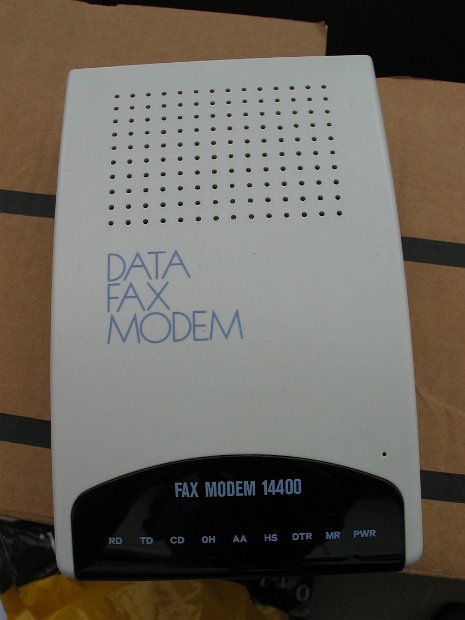 DATA
FAX
MODEM
FAX MODEM 14400
RD TD CD OH AA HS DTR MR PWR